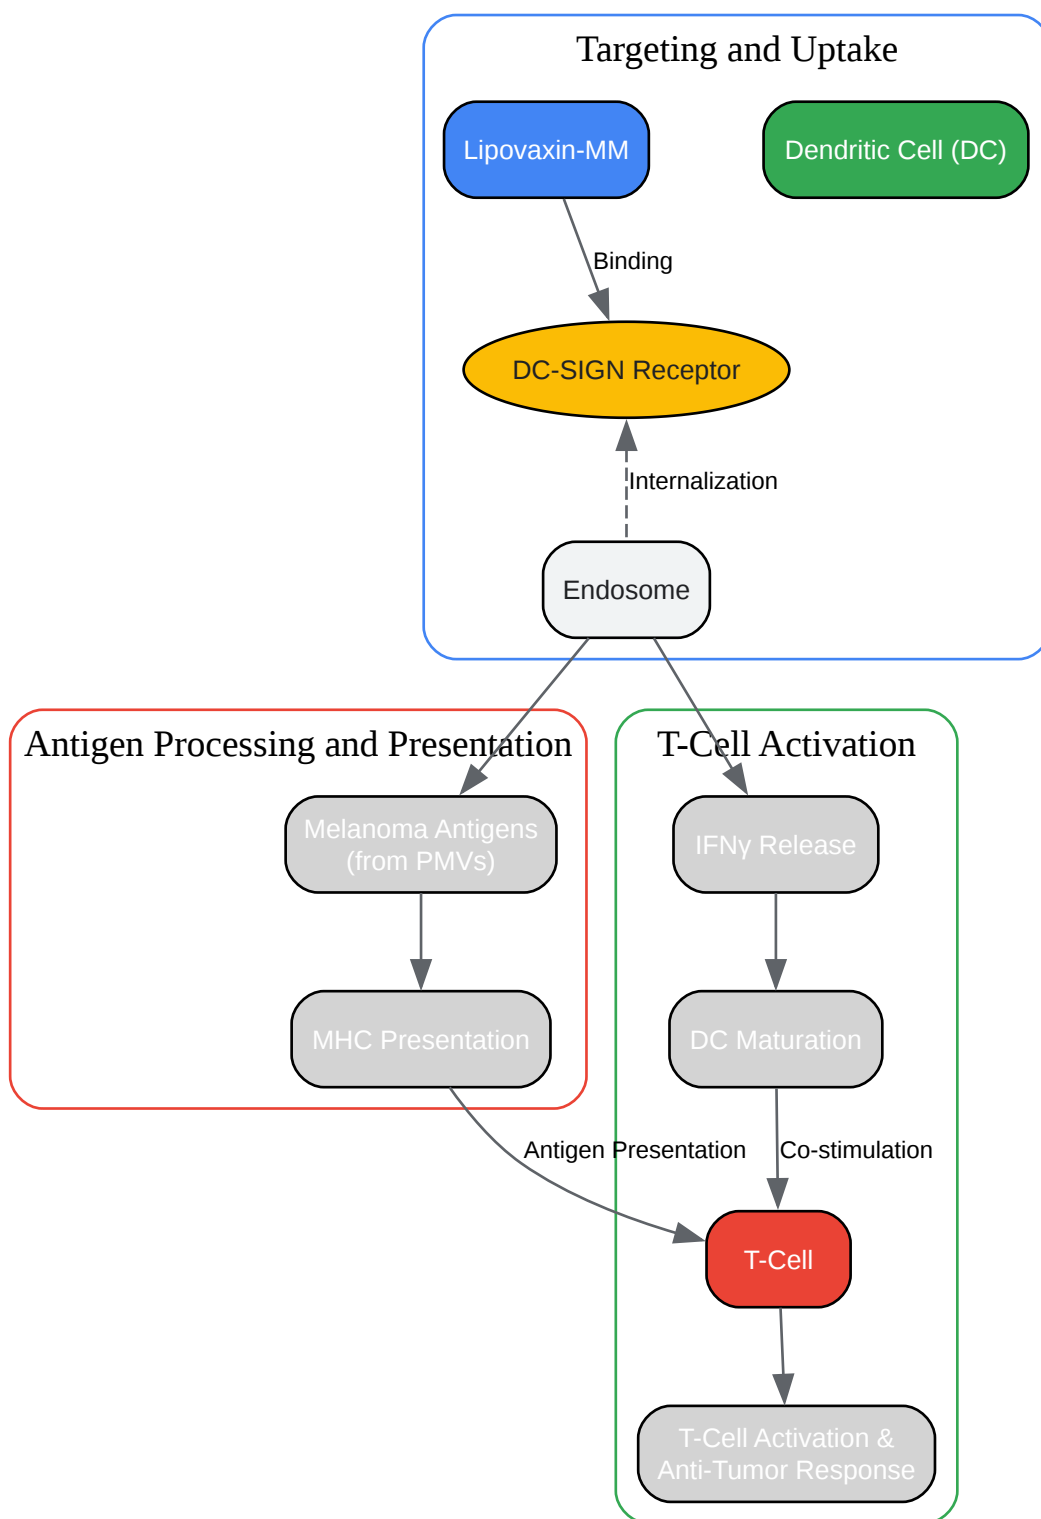 Targeting and Uptake
Lipovaxin-MM
Dendritic Cell (DC)
Binding
DC-SIGN Receptor
Internalization
Endosome
Antigen Processing and Presentation
T-Cell Activation
Melanoma Antigens
(from PMVs)
IFNγ Release
MHC Presentation
DC Maturation
Antigen Presentation
Co-stimulation
T-Cell
T-Cell Activation &
Anti-Tumor Response